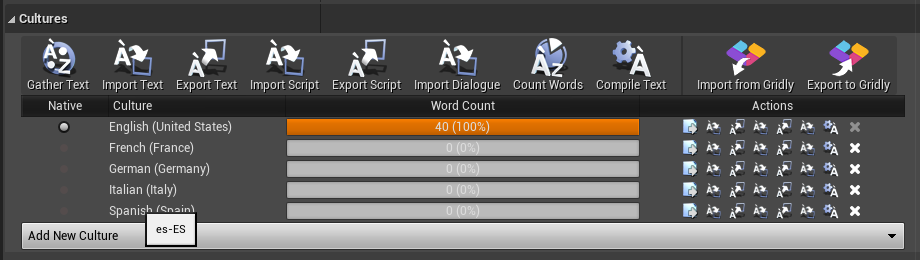 Cultures
Gather Text Import Text Export Text Import Script Export Script Import Dialogue Count Words Compile Text Import from Gridly Export to Gridly
Native Culture Word Count Actions
English (United States) 40 (100%)
French (France) 0 (0%)
German (Germany) 0 (0%)
Italian (Italy) 0 (0%)
Spanish (Spain) 0 (0%)
es-ES
Add New Culture